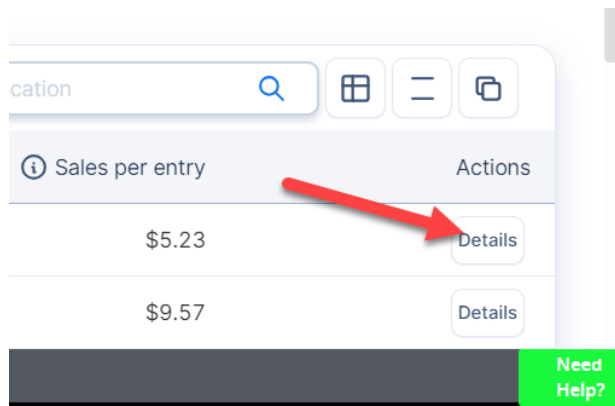 cation
Sales per entry Actions
$5.23 Details
$9.57 Details
Need
Help?